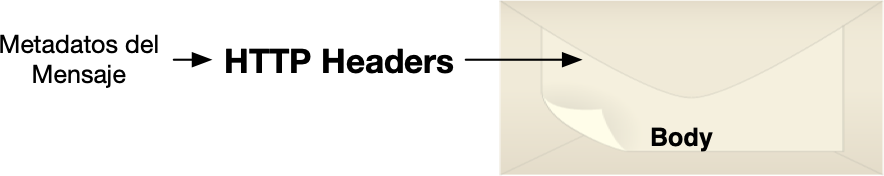 Metadatos del
Mensaje
HTTP Headers
Body